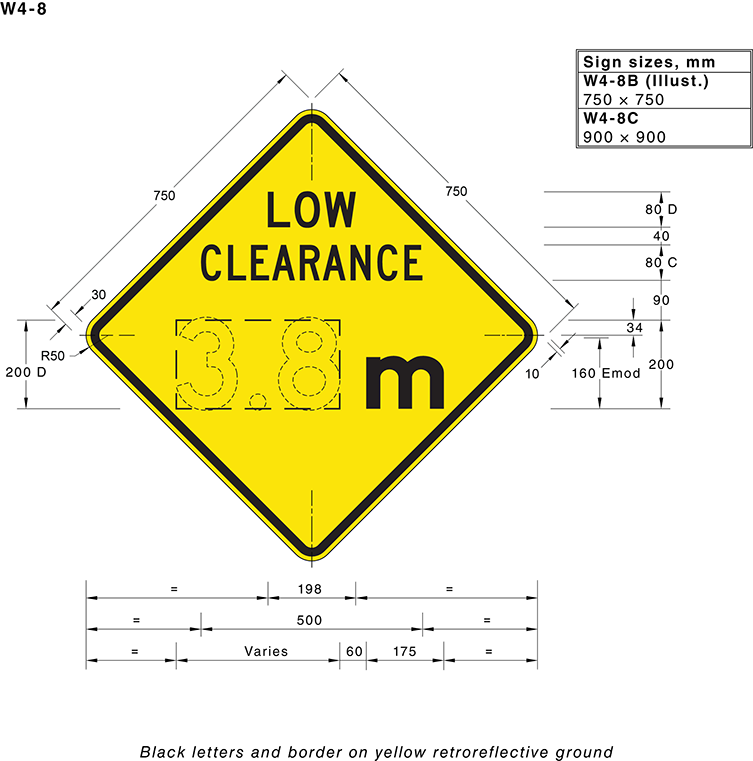 W4-8
Sign sizes, mm
W4-8B (Illust.)
750 × 750
W4-8C
900 × 900
750
750
LOW
CLEARANCE
3.8 m
80 D
40
80 C
90
34
200
160 Emod
10
30
R50
200 D
= 198 =
= 500 =
= Varies 60 175 =
Black letters and border on yellow retroreflective ground